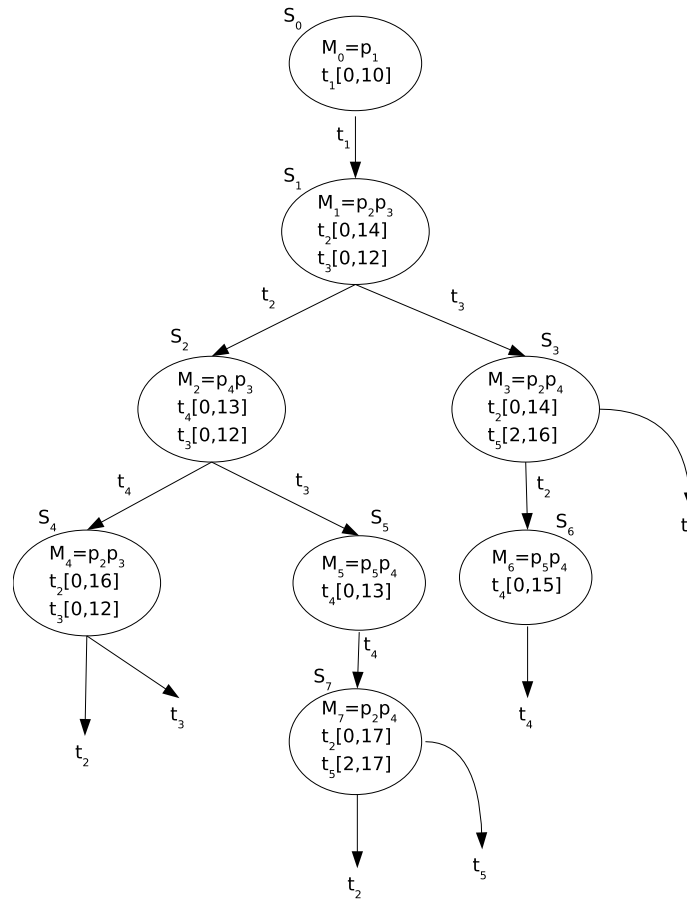 S₀
M₀=p₁
t₁[0,10]
t₁
S₁
M₁=p₂p₃
t₂[0,14]
t₃[0,12]
t₂
t₃
S₂
M₂=p₄p₃
t₄[0,13]
t₃[0,12]
S₃
M₃=p₂p₄
t₂[0,14]
t₅[2,16]
t₄
t₃
t₂
t
S₄
M₄=p₂p₃
t₂[0,16]
t₃[0,12]
S₅
M₅=p₅p₄
t₄[0,13]
S₆
M₆=p₅p₄
t₄[0,15]
t₄
S₇
M₇=p₂p₄
t₂[0,17]
t₅[2,17]
t₂
t₃
t₄
t₂
t₅